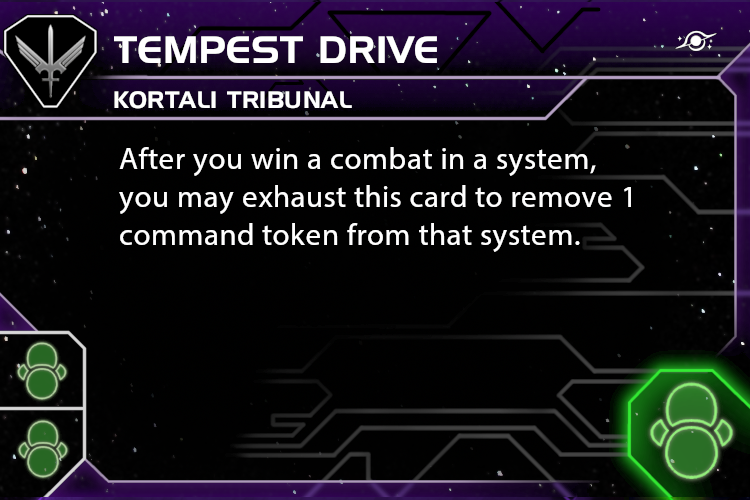 TEMPEST DRIVE
KORTALI TRIBUNAL
After you win a combat in a system,
you may exhaust this card to remove 1
command token from that system.